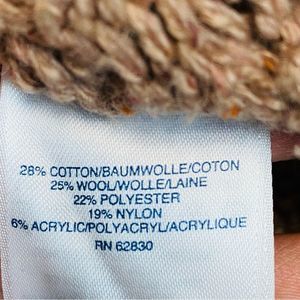 28% COTTON/BAUMWOLLE/COTON
25% WOOL/WOLLE/LAINE
22% POLYESTER
19% NYLON
6% ACRYLIC/POLYACRYL/ACRYLIQUE
RN 62830